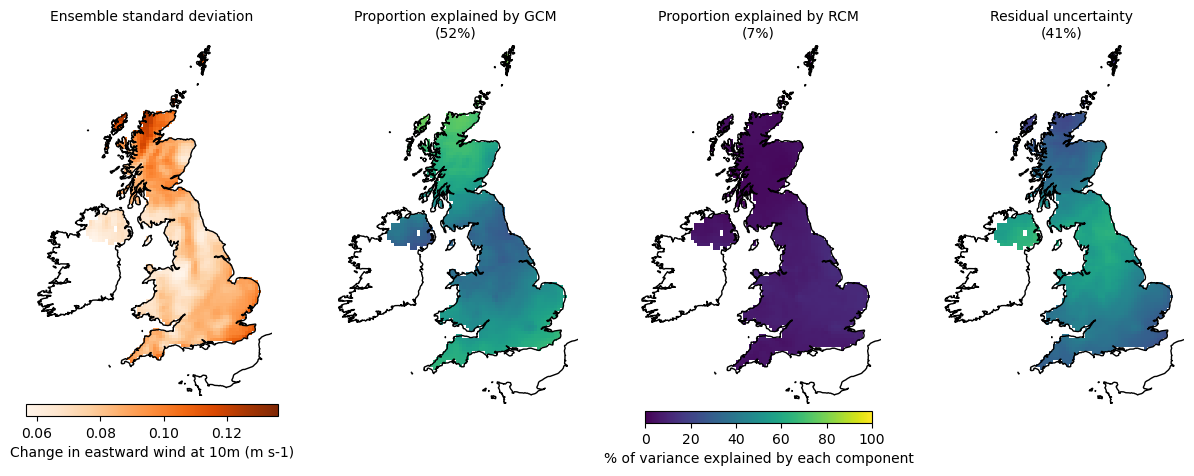 Ensemble standard deviation
Proportion explained by GCM
(52%)
Proportion explained by RCM
(7%)
Residual uncertainty
(41%)
0.06 0.08 0.10 0.12
Change in eastward wind at 10m (m s-1)
0 20 40 60 80 100
% of variance explained by each component